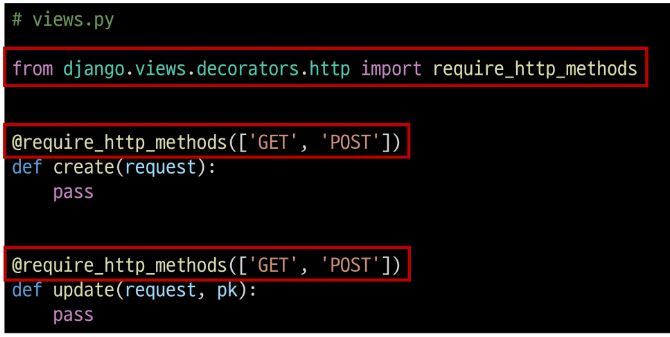 # views.py
from django.views.decorators.http import require_http_methods
@require_http_methods(['GET', 'POST'])
def create(request):
    pass
@require_http_methods(['GET', 'POST'])
def update(request, pk):
    pass